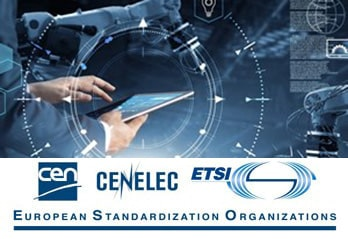 cen
CENELEC
ETSI
EUROPEAN STANDARDIZATION ORGANIZATIONS